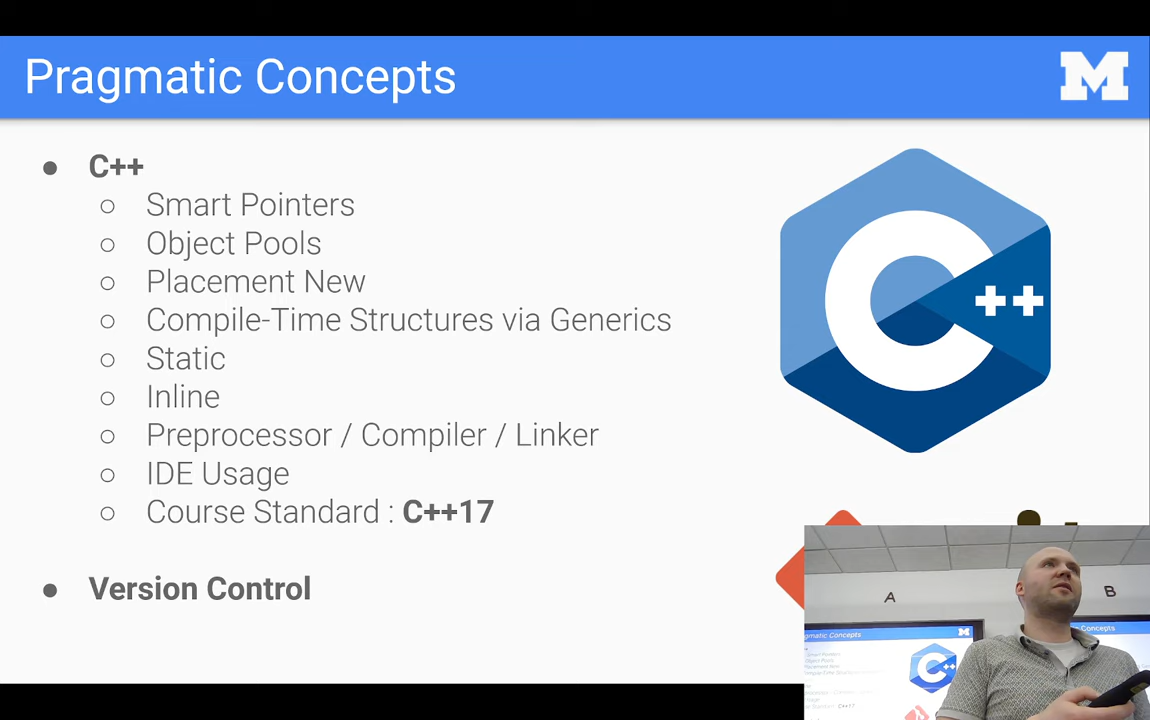 Pragmatic Concepts
M
C++
Smart Pointers
Object Pools
Placement New
Compile-Time Structures via Generics
Static
Inline
Preprocessor / Compiler / Linker
IDE Usage
Course Standard : C++17
Version Control
C ++
A
B
Concepts